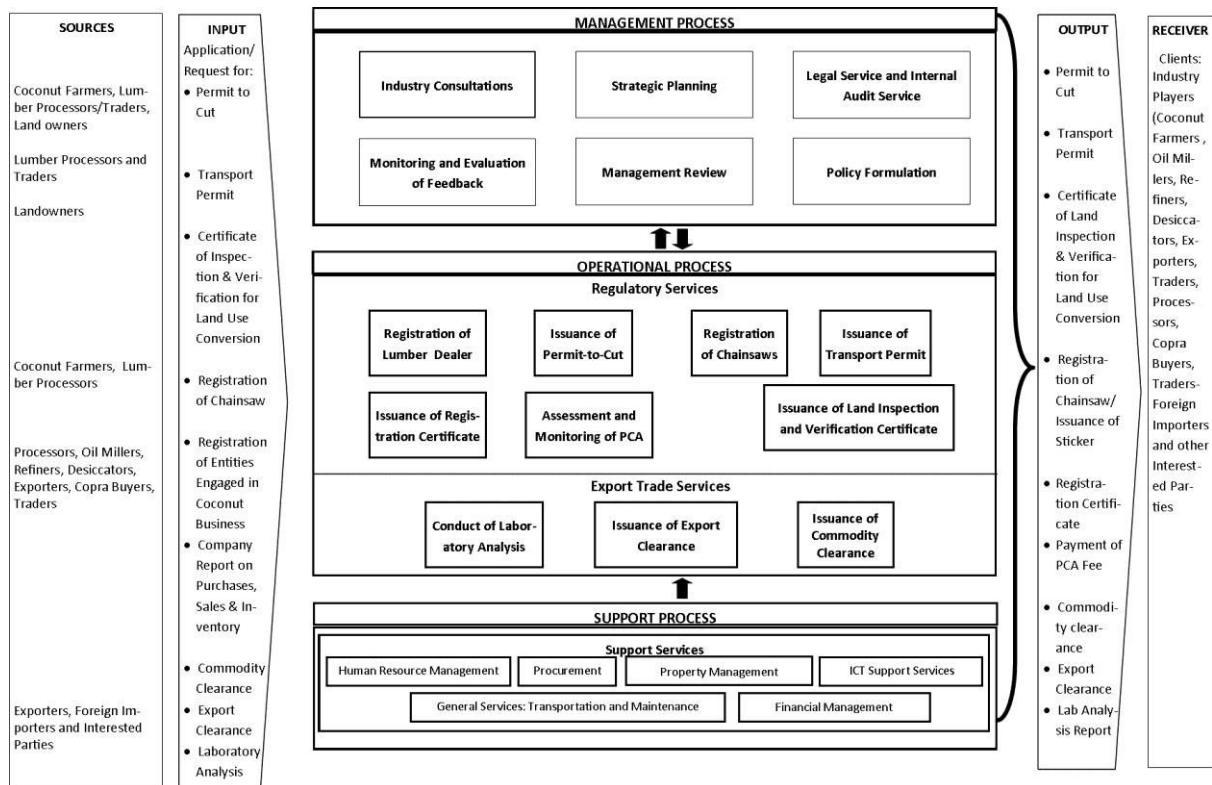 SOURCES
Coconut Farmers, Lum-
ber Processors/Traders,
Land owners
Lumber Processors and
Traders
Landowners
Coconut Farmers, Lum-
ber Processors
Processors, Oil Millers,
Refiners, Desiccators,
Exporters, Copra Buyers,
Traders
Exporters, Foreign Im-
porters and Interested
Parties
INPUT
Application/
Request for:
• Permit to
Cut
• Transport
Permit
• Certificate
of Inspec-
tion & Veri-
fication for
Land Use
Conversion
• Registration
of Chainsaw
• Registration
of Entities
Engaged in
Coconut
Business
• Company
Report on
Purchases,
Sales & In-
ventory
• Commodity
Clearance
• Export
Clearance
• Laboratory
Analysis
MANAGEMENT PROCESS
Industry Consultations
Strategic Planning
Legal Service and Internal
Audit Service
Monitoring and Evaluation
of Feedback
Management Review
Policy Formulation
OPERATIONAL PROCESS
Regulatory Services
Registration of
Lumber Dealer
Issuance of
Permit-to-Cut
Registration
of Chainsaws
Issuance of
Transport Permit
Issuance of Regis-
tration Certificate
Assessment and
Monitoring of PCA
Issuance of Land Inspection
and Verification Certificate
Export Trade Services
Conduct of Labor-
atory Analysis
Issuance of Export
Clearance
Issuance of
Commodity
Clearance
SUPPORT PROCESS
Support Services
Human Resource Management
Procurement
Property Management
ICT Support Services
General Services: Transportation and Maintenance
Financial Management
OUTPUT
• Permit to
Cut
• Transport
Permit
• Certificate
of Land
Inspection
& Verifica-
tion for
Land Use
Conversion
• Registra-
tion of
Chainsaw/
Issuance of
Sticker
• Registra-
tion Certifi-
cate
• Payment of
PCA Fee
• Commodi-
ty clear-
ance
• Export
Clearance
• Lab Analy-
sis Report
RECEIVER
Clients:
Industry
Players
(Coconut
Farmers ,
Oil Mil-
lers, Re-
finers,
Desicca-
tors, Ex-
porters,
Traders,
Proces-
sors,
Copra
Buyers,
Traders-
Foreign
Importers
and other
Interest-
ed Par-
ties